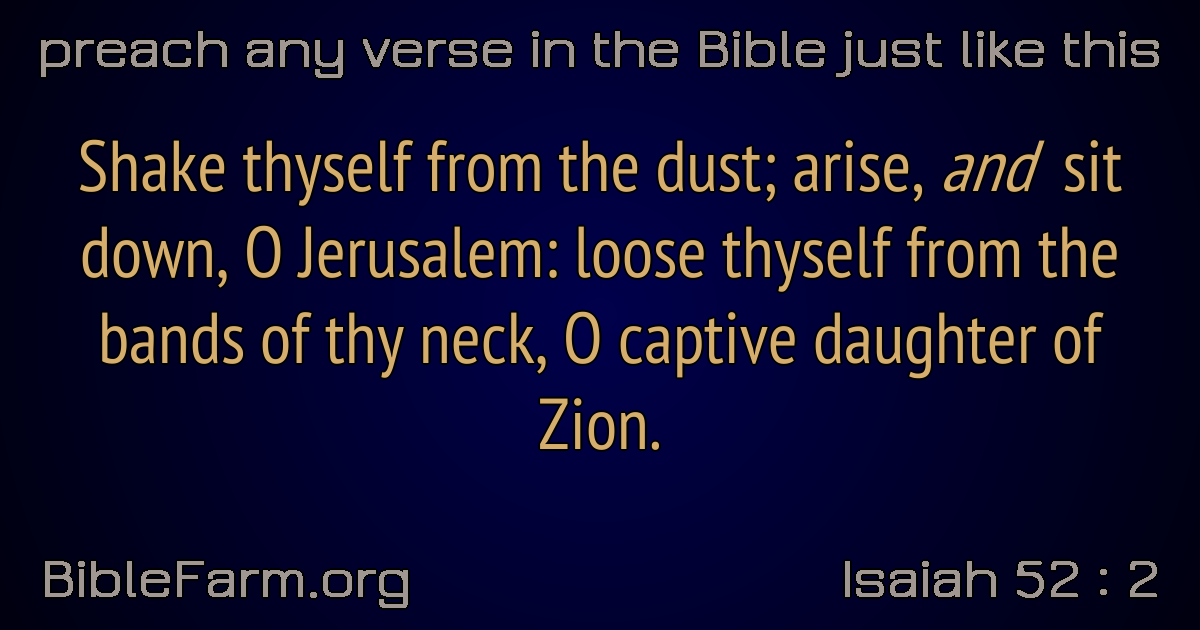 preach any verse in the Bible just like this
Shake thyself from the dust; arise, and sit
down, O Jerusalem: loose thyself from the
bands of thy neck, O captive daughter of
Zion.
BibleFarm.org
Isaiah 52 : 2